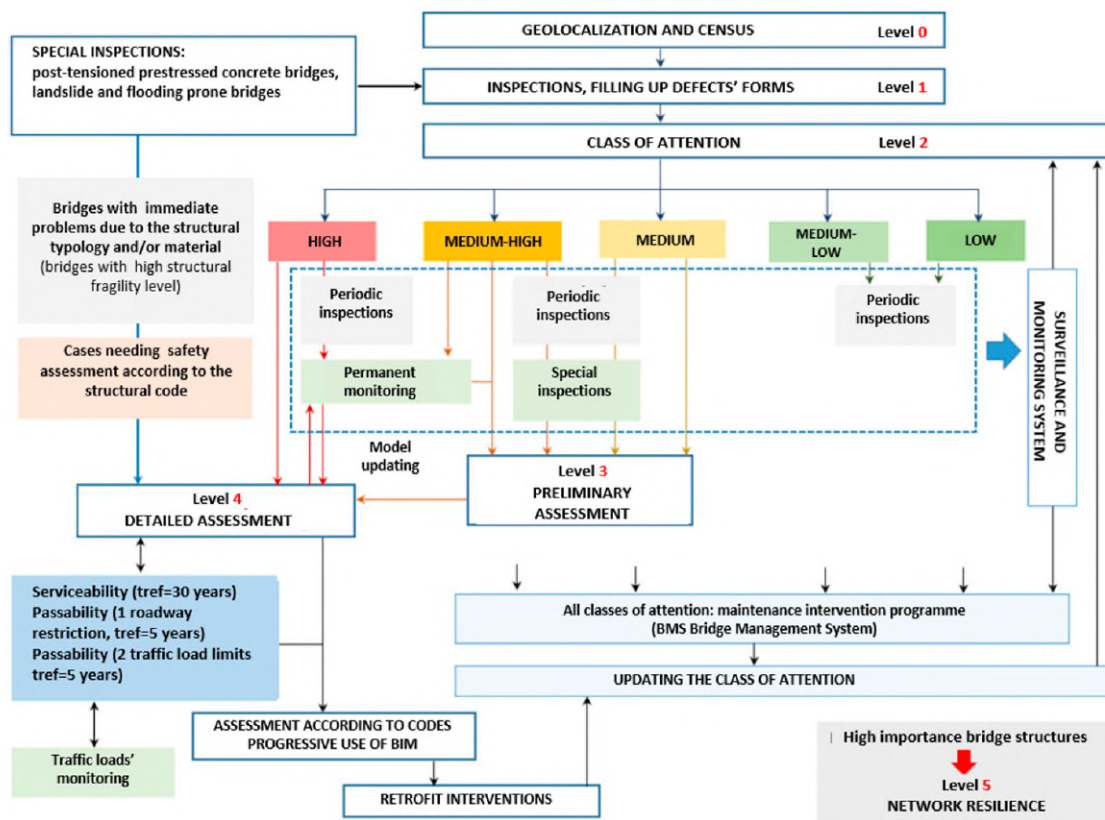 GEOLOCALIZATION AND CENSUS Level 0
SPECIAL INSPECTIONS:
post-tensioned prestressed concrete bridges,
landslide and flooding prone bridges
INSPECTIONS, FILLING UP DEFECTS' FORMS Level 1
CLASS OF ATTENTION Level 2
Bridges with immediate
problems due to the structural
typology and/or material
(bridges with high structural
fragility level)
HIGH
MEDIUM-HIGH
MEDIUM
MEDIUM-
LOW
LOW
Periodic
inspections
Periodic
inspections
Periodic
inspections
Cases needing safety
assessment according to the
structural code
Permanent
monitoring
Special
inspections
SURVEILLANCE AND
MONITORING SYSTEM
Model
updating
Level 3
PRELIMINARY
ASSESSMENT
Level 4
DETAILED ASSESSMENT
Serviceability (tref=30 years)
Passability (1 roadway
restriction, tref=5 years)
Passability (2 traffic load limits
tref=5 years)
All classes of attention: maintenance intervention programme
(BMS Bridge Management System)
UPDATING THE CLASS OF ATTENTION
ASSESSMENT ACCORDING TO CODES
PROGRESSIVE USE OF BIM
Traffic loads'
monitoring
RETROFIT INTERVENTIONS
High importance bridge structures
Level 5
NETWORK RESILIENCE